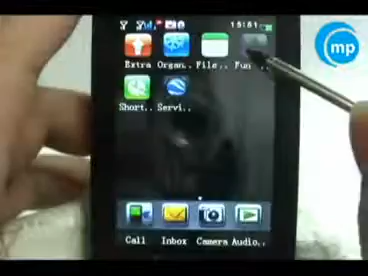 15:51
mp
Extra Organ.. File.. Fun..
Short.. Servi..
Call Inbox Camera Audio..